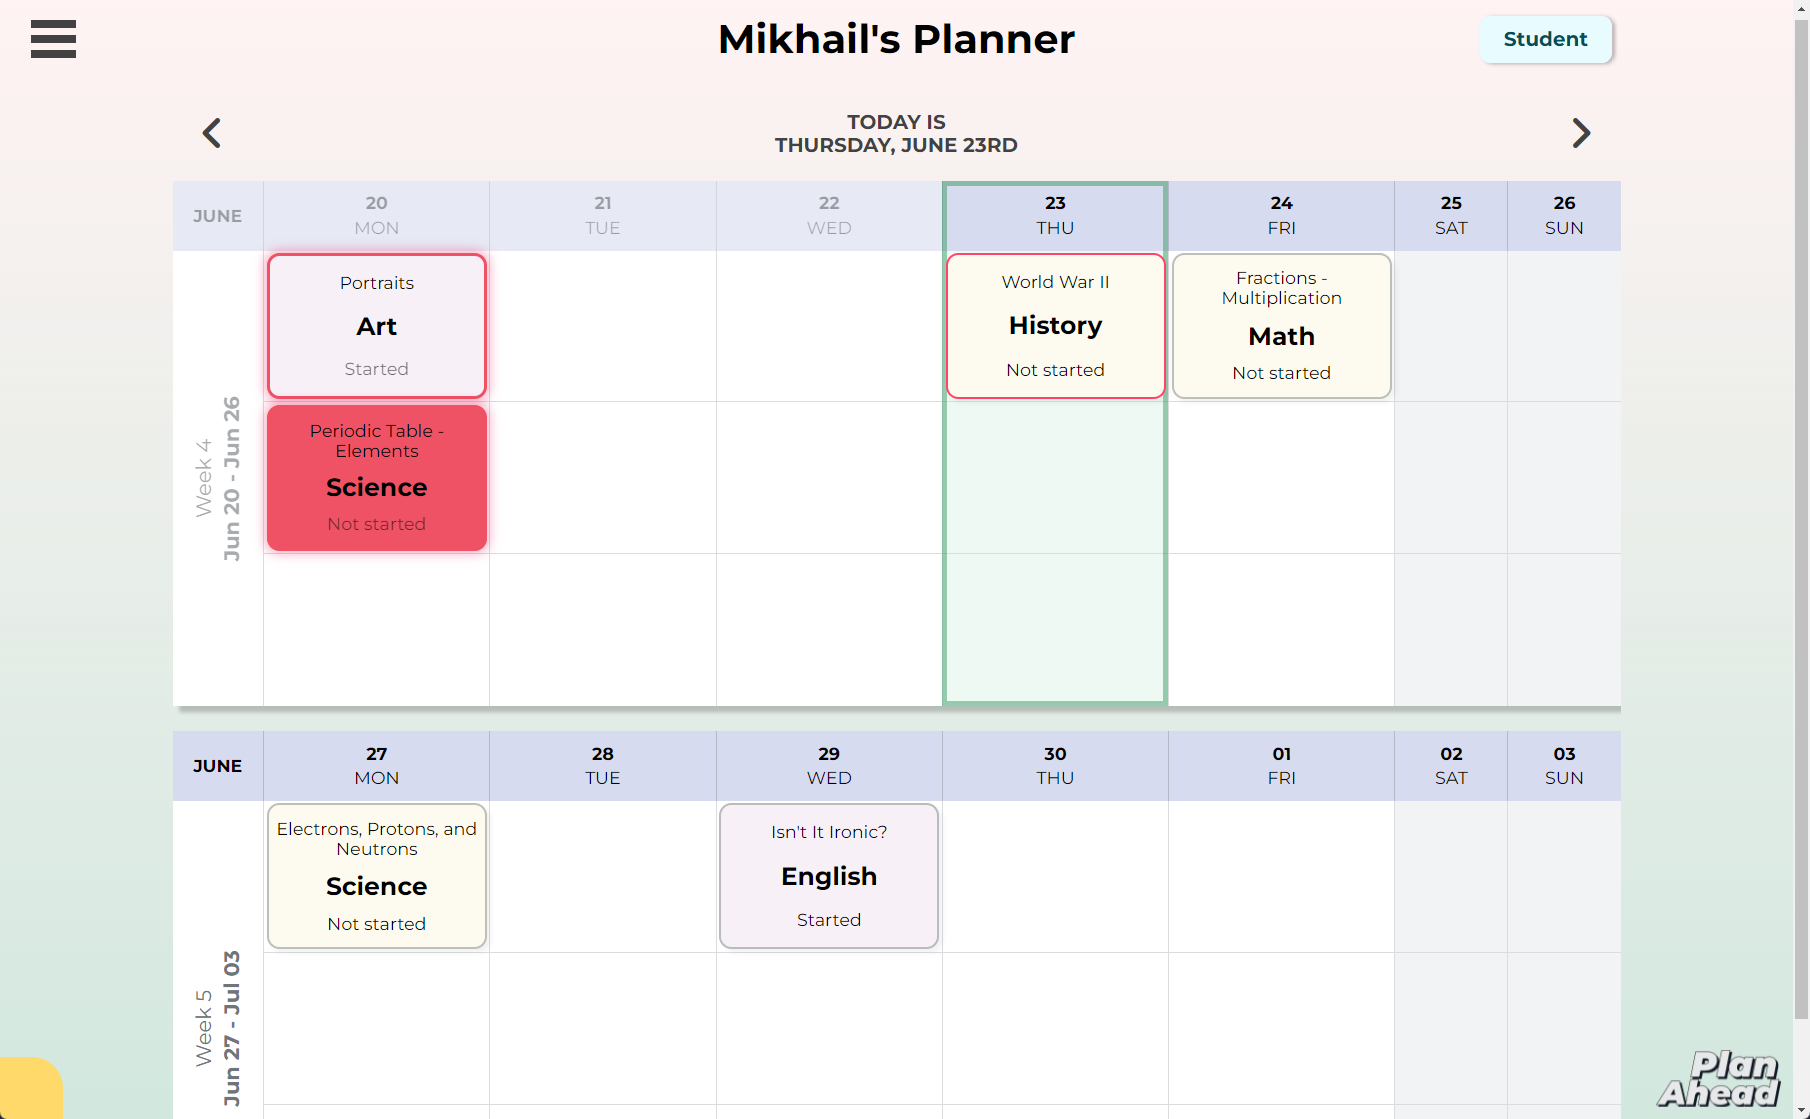 Mikhail's Planner
Student
TODAY IS
THURSDAY, JUNE 23RD
JUNE
20
MON
21
TUE
22
WED
23
THU
24
FRI
25
SAT
26
SUN
Week 4
Jun 20 - Jun 26
Portraits
Art
Started
World War II
History
Not started
Fractions -
Multiplication
Math
Not started
Periodic Table -
Elements
Science
Not started
JUNE
27
MON
28
TUE
29
WED
30
THU
01
FRI
02
SAT
03
SUN
Week 5
Jun 27 - Jul 03
Electrons, Protons, and
Neutrons
Science
Not started
Isn't It Ironic?
English
Started
Plan
Ahead